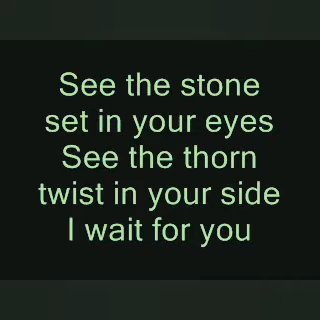 See the stone
set in your eyes
See the thorn
twist in your side
I wait for you